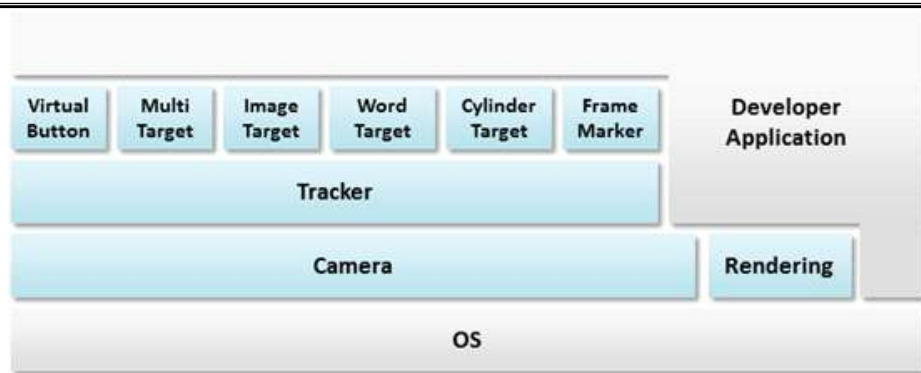 Virtual
Button
Multi
Target
Image
Target
Word
Target
Cylinder
Target
Frame
Marker
Developer
Application
Tracker
Camera
Rendering
OS